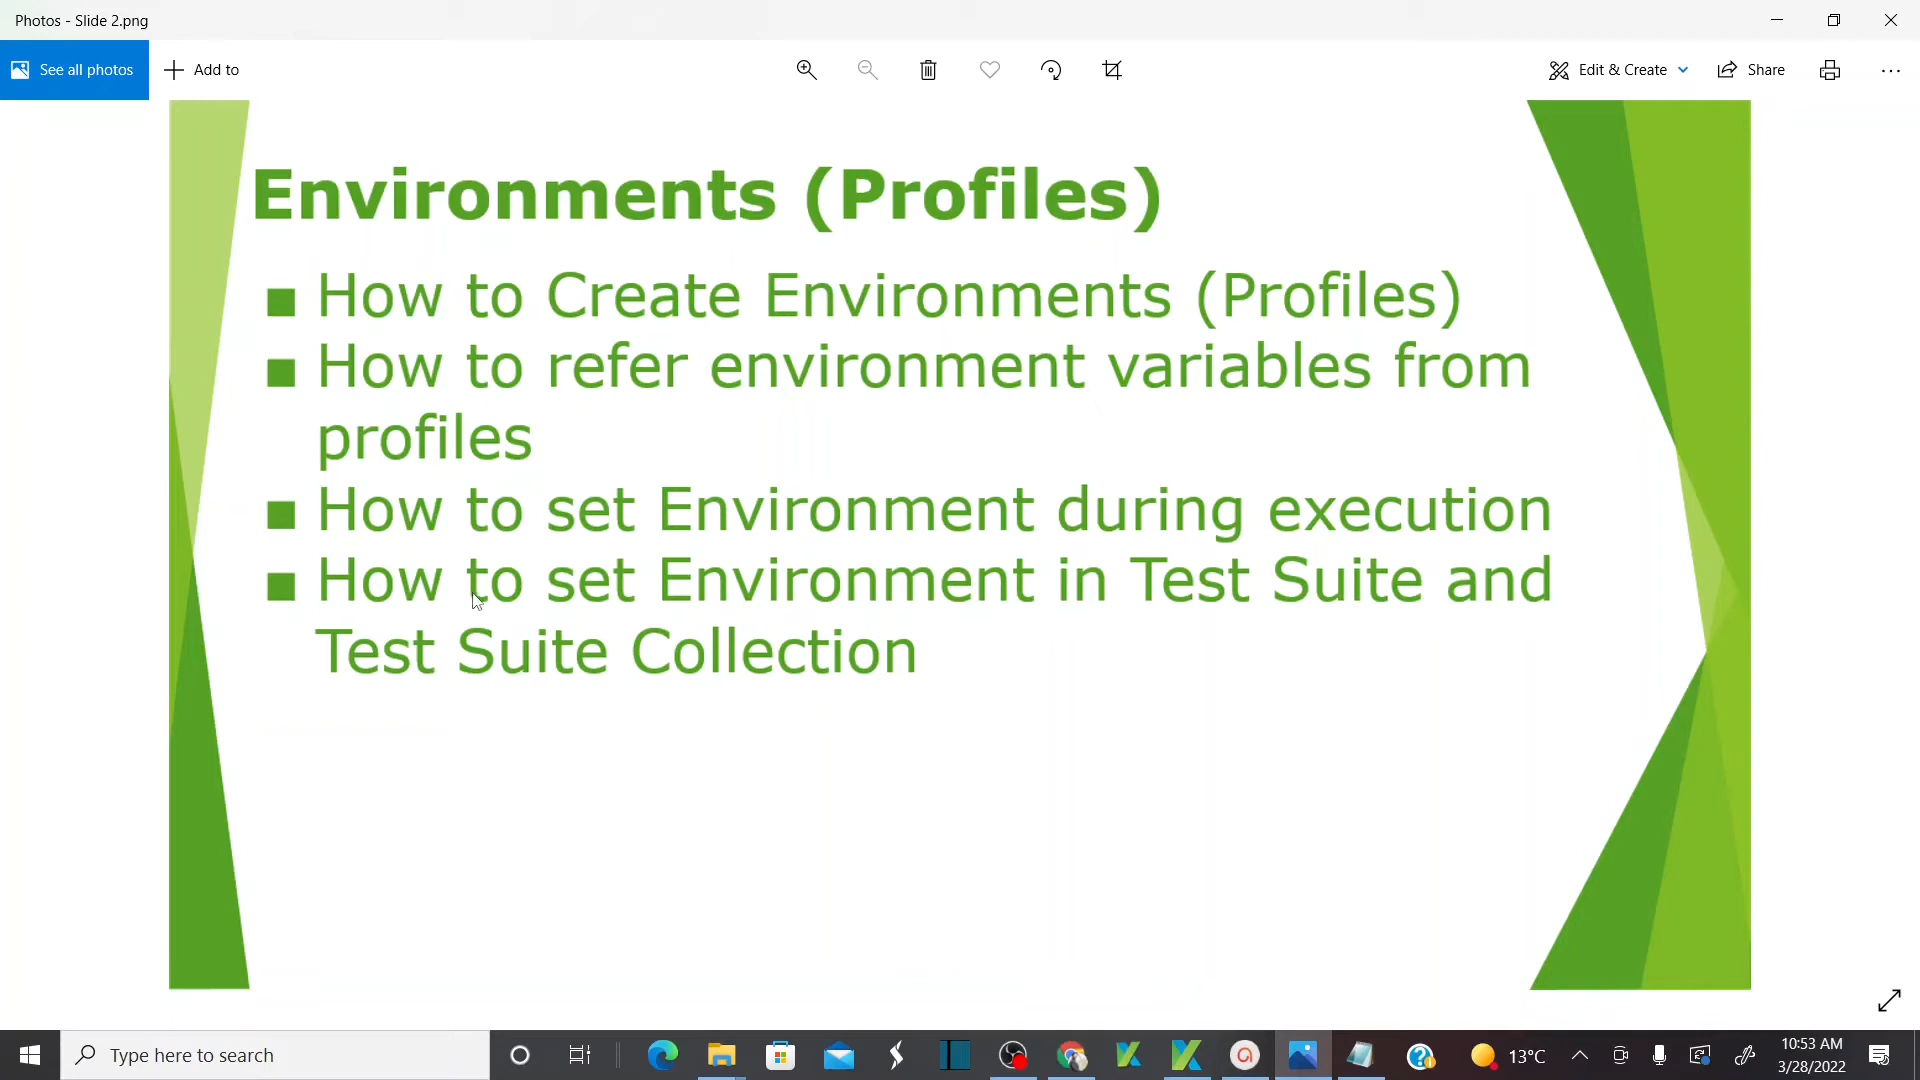 Photos - Slide 2.png
See all photos
Add to
Edit & Create
Share
Environments (Profiles)
How to Create Environments (Profiles)
How to refer environment variables from
profiles
How to set Environment during execution
How to set Environment in Test Suite and
Test Suite Collection
Type here to search
13°C
10:53 AM
3/28/2022